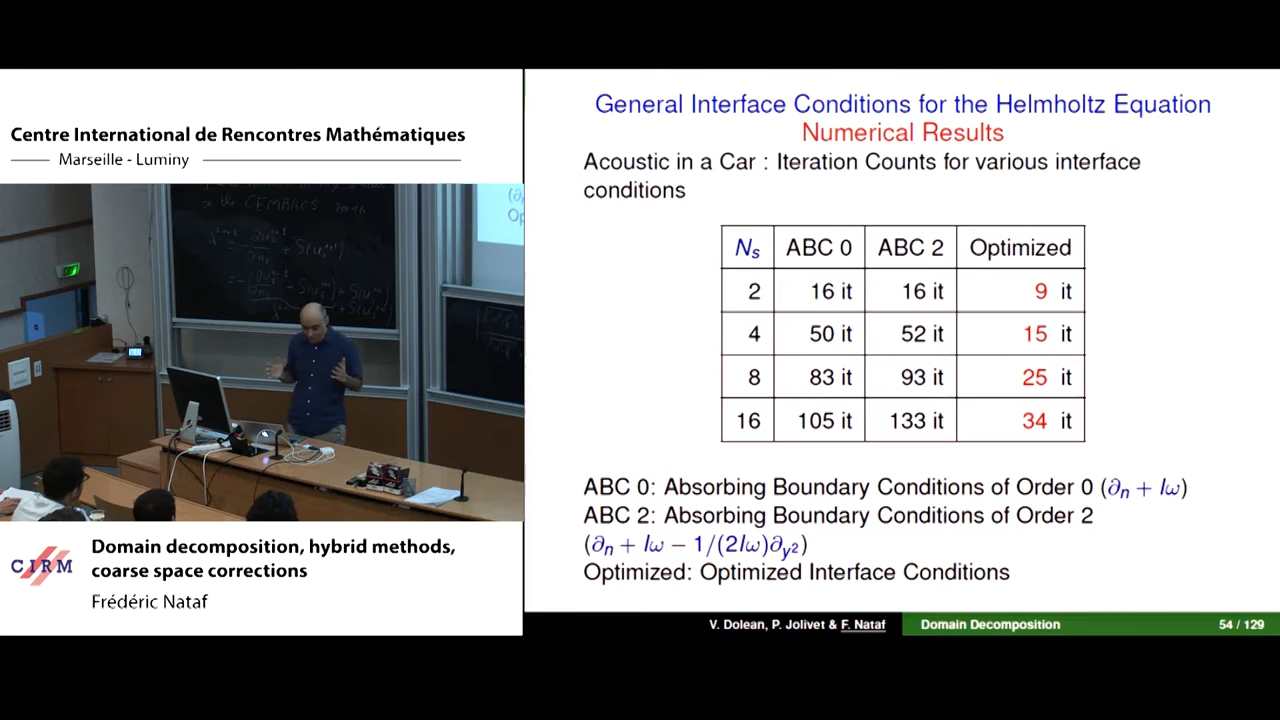 Centre International de Rencontres Mathématiques
Marseille - Luminy
CIRM
Domain decomposition, hybrid methods,
coarse space corrections
Frédéric Nataf
General Interface Conditions for the Helmholtz Equation
Numerical Results
Acoustic in a Car : Iteration Counts for various interface
conditions
Ns ABC 0 ABC 2 Optimized
2 16 it 16 it 9 it
4 50 it 52 it 15 it
8 83 it 93 it 25 it
16 105 it 133 it 34 it
ABC 0: Absorbing Boundary Conditions of Order 0 (∂n + Iω)
ABC 2: Absorbing Boundary Conditions of Order 2
(∂n + Iω − 1/(2Iω)∂y²)
Optimized: Optimized Interface Conditions
V. Dolean, P. Jolivet & F. Nataf Domain Decomposition 54 / 129